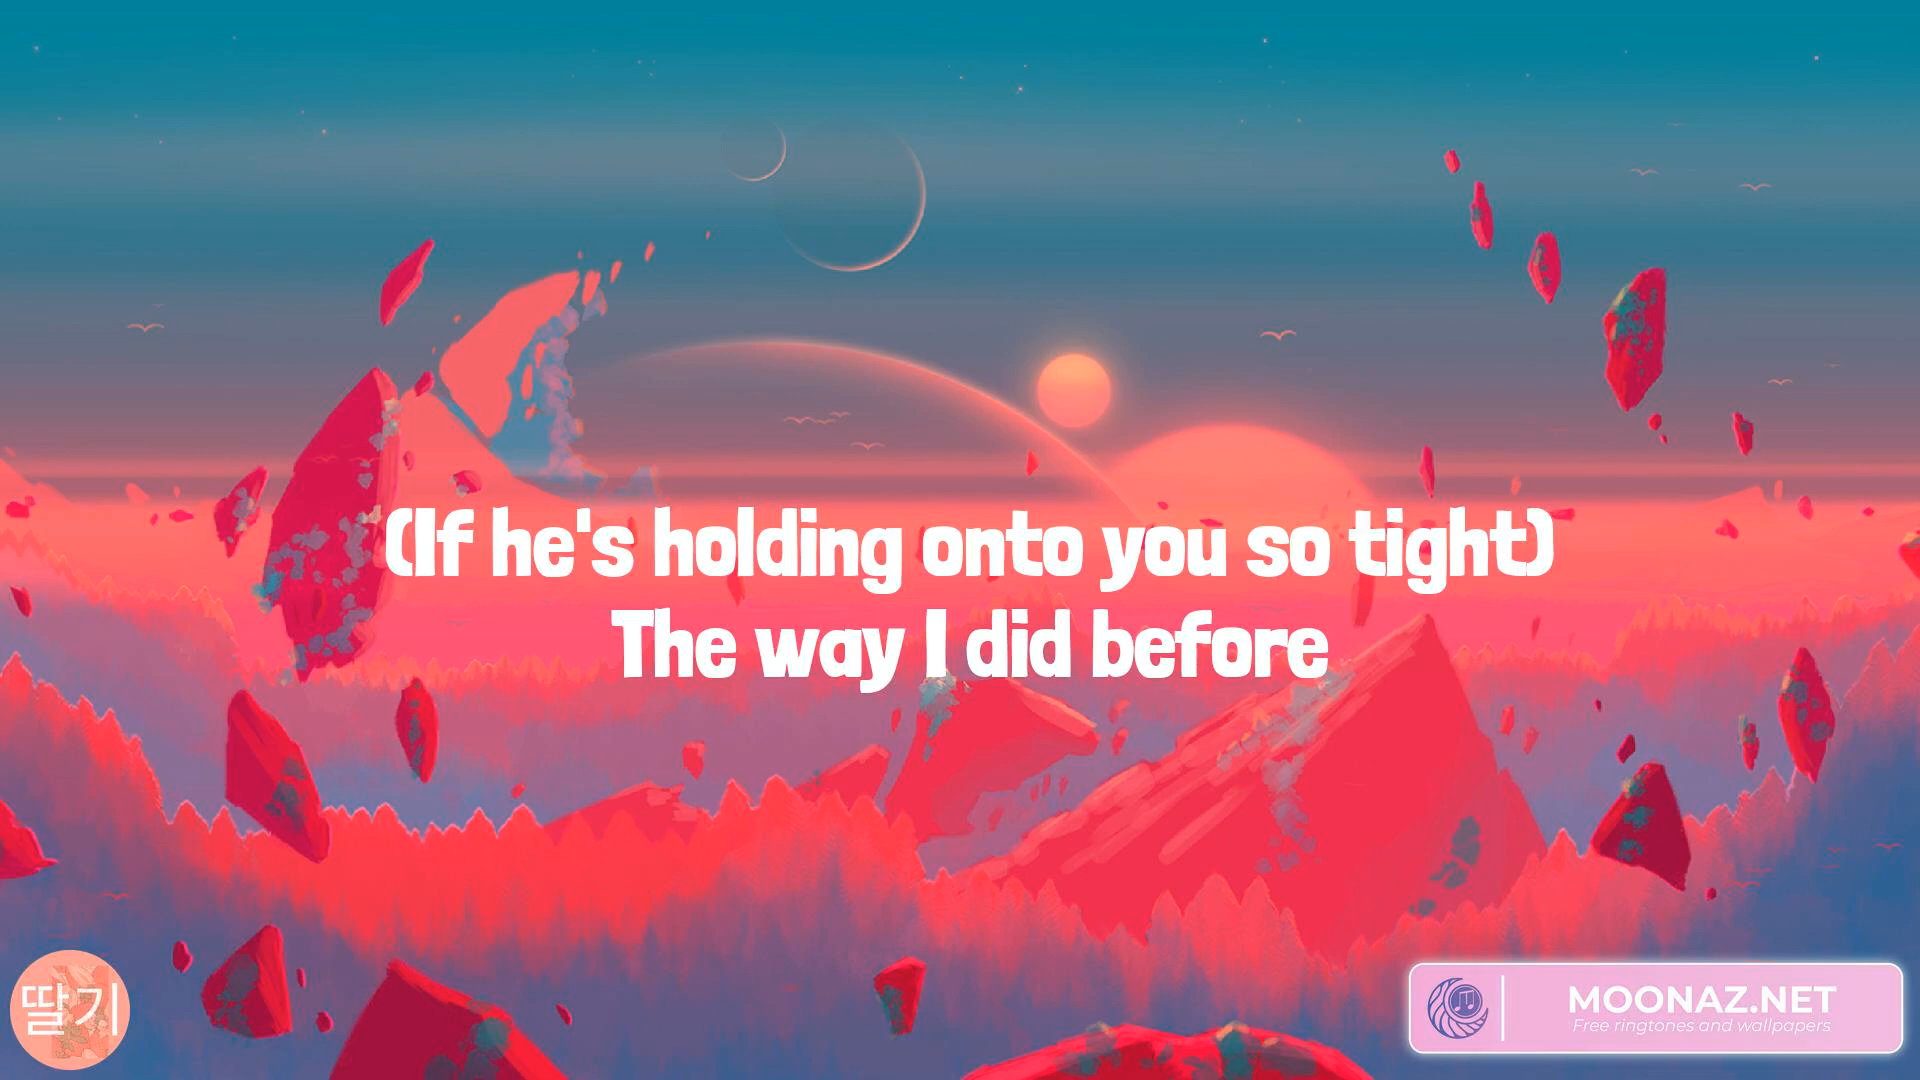 (If he's holding onto you so tight)
The way I did before
딸기
MOONAZ.NET
Free ringtones and wallpapers